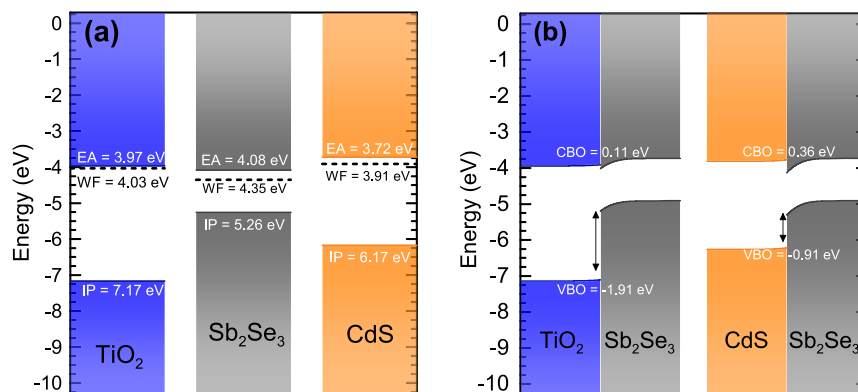 (a)
Energy (eV)
0
-1
-2
-3
-4
-5
-6
-7
-8
-9
-10
EA = 3.97 eV
WF = 4.03 eV
IP = 7.17 eV
TiO₂
EA = 4.08 eV
WF = 4.35 eV
IP = 5.26 eV
Sb₂Se₃
EA = 3.72 eV
WF = 3.91 eV
IP = 6.17 eV
CdS
(b)
Energy (eV)
0
-1
-2
-3
-4
-5
-6
-7
-8
-9
-10
CBO = 0.11 eV
VBO = -1.91 eV
TiO₂
Sb₂Se₃
CBO = 0.36 eV
VBO = -0.91 eV
CdS
Sb₂Se₃